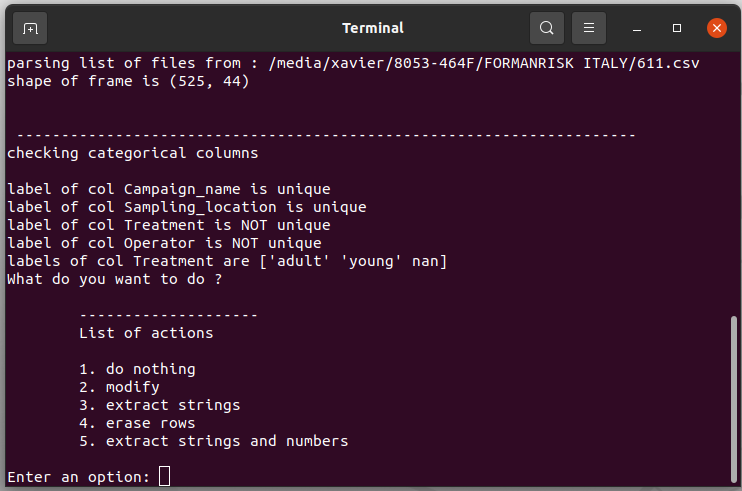 Terminal
parsing list of files from : /media/xavier/8053-464F/FORMANRISK ITALY/611.csv
shape of frame is (525, 44)
---------------------------------------------------------------------
checking categorical columns
label of col Campaign_name is unique
label of col Sampling_location is unique
label of col Treatment is NOT unique
label of col Operator is NOT unique
labels of col Treatment are ['adult' 'young' nan]
What do you want to do ?
--------------------
List of actions
1. do nothing
2. modify
3. extract strings
4. erase rows
5. extract strings and numbers
Enter an option: